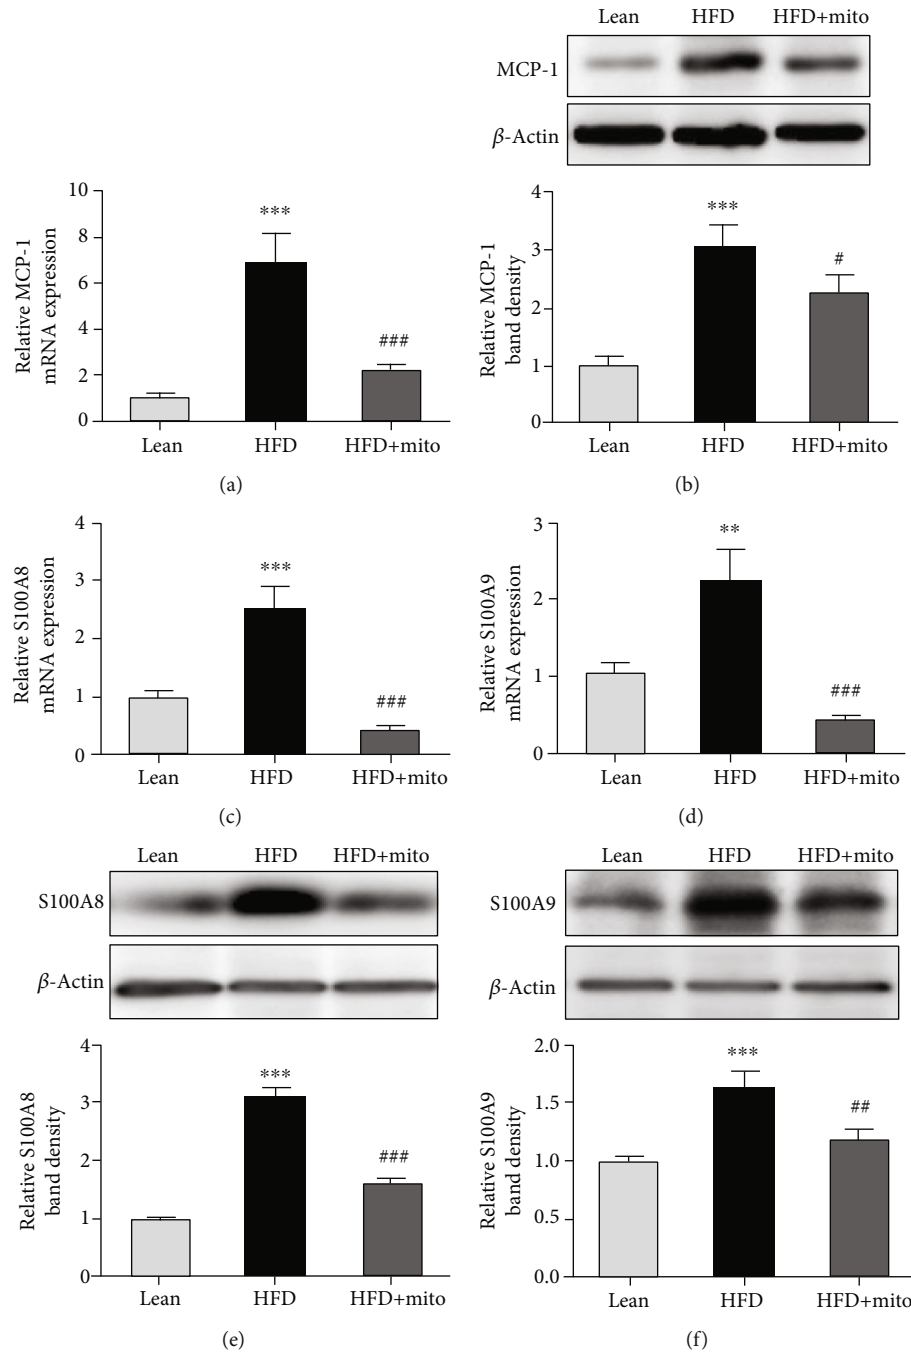 Lean HFD HFD+mito
MCP-1
β-Actin
10
8
6
4
2
0
Relative MCP-1
mRNA expression
***
###
Lean HFD HFD+mito
(a)
4
3
2
1
0
Relative MCP-1
band density
***
#
Lean HFD HFD+mito
(b)
4
3
2
1
0
Relative S100A8
mRNA expression
***
###
Lean HFD HFD+mito
(c)
3
2
1
0
Relative S100A9
mRNA expression
**
###
Lean HFD HFD+mito
(d)
Lean HFD HFD+mito
S100A8
β-Actin
4
3
2
1
0
Relative S100A8
band density
***
###
Lean HFD HFD+mito
(e)
Lean HFD HFD+mito
S100A9
β-Actin
2.0
1.5
1.0
0.5
0.0
Relative S100A9
band density
***
##
Lean HFD HFD+mito
(f)